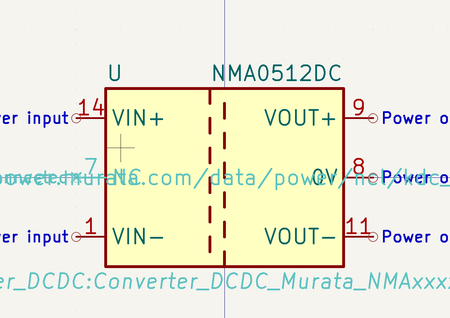 U NMA0512DC
er input 14 VIN+ VOUT+ 9 Power o
7 NC 0V 8 Power o
power.murata.com/data/power/ncl/kdc_
er input 1 VIN- VOUT- 11 Power o
er_DCDC:Converter_DCDC_Murata_NMAxxx